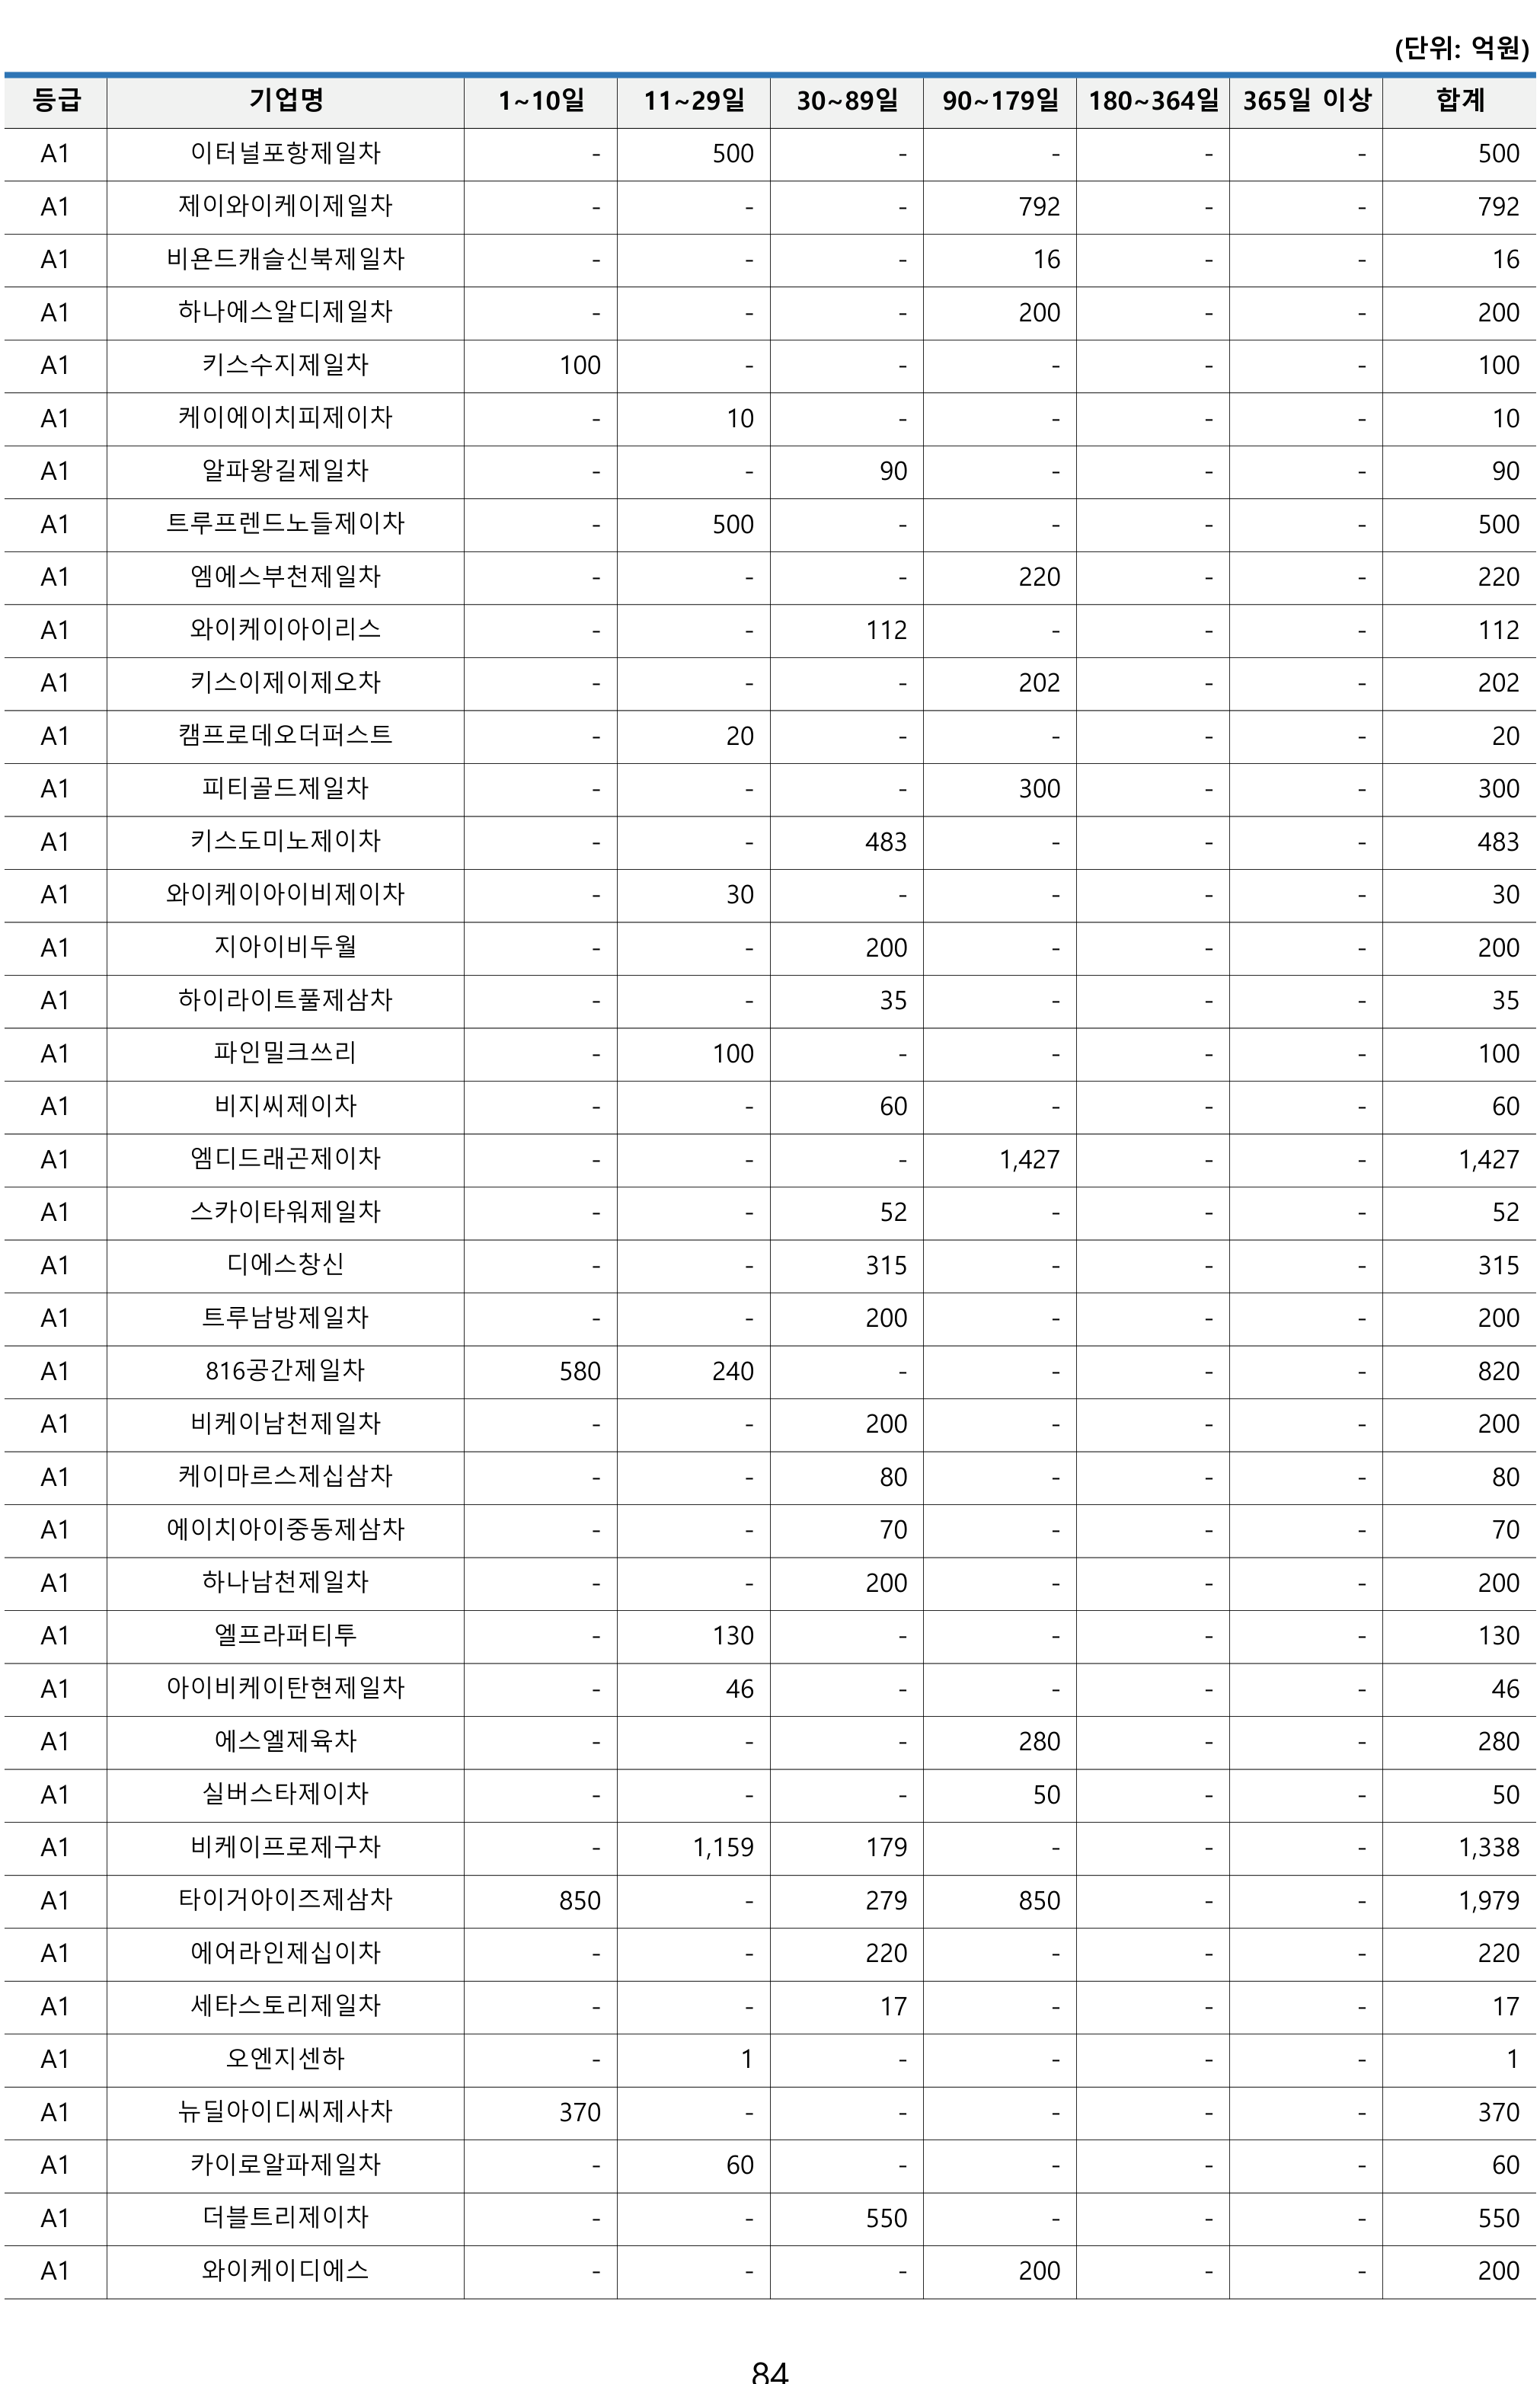 (단위: 억원)
등급 기업명 1~10일 11~29일 30~89일 90~179일 180~364일 365일 이상 합계
A1 이터널포항제일차 - 500 - - - - 500
A1 제이와이케이제일차 - - - 792 - - 792
A1 비욘드캐슬신북제일차 - - - 16 - - 16
A1 하나에스알디제일차 - - - 200 - - 200
A1 키스수지제일차 100 - - - - - 100
A1 케이에이치피제이차 - 10 - - - - 10
A1 알파왕길제일차 - - 90 - - - 90
A1 트루프렌드노들제이차 - 500 - - - - 500
A1 엠에스부천제일차 - - - 220 - - 220
A1 와이케이아이리스 - - 112 - - - 112
A1 키스이제이제오차 - - - 202 - - 202
A1 캠프로데오더퍼스트 - 20 - - - - 20
A1 피티골드제일차 - - - 300 - - 300
A1 키스도미노제이차 - - 483 - - - 483
A1 와이케이아이비제이차 - 30 - - - - 30
A1 지아이비두월 - - 200 - - - 200
A1 하이라이트풀제삼차 - - 35 - - - 35
A1 파인밀크쓰리 - 100 - - - - 100
A1 비지씨제이차 - - 60 - - - 60
A1 엠디드래곤제이차 - - - 1,427 - - 1,427
A1 스카이타워제일차 - - 52 - - - 52
A1 디에스창신 - - 315 - - - 315
A1 트루남방제일차 - - 200 - - - 200
A1 816공간제일차 580 240 - - - - 820
A1 비케이남천제일차 - - 200 - - - 200
A1 케이마르스제십삼차 - - 80 - - - 80
A1 에이치아이중동제삼차 - - 70 - - - 70
A1 하나남천제일차 - - 200 - - - 200
A1 엘프라퍼티투 - 130 - - - - 130
A1 아이비케이탄현제일차 - 46 - - - - 46
A1 에스엘제육차 - - - 280 - - 280
A1 실버스타제이차 - - - 50 - - 50
A1 비케이프로제구차 - 1,159 179 - - - 1,338
A1 타이거아이즈제삼차 850 - 279 850 - - 1,979
A1 에어라인제십이차 - - 220 - - - 220
A1 세타스토리제일차 - - 17 - - - 17
A1 오엔지센하 - 1 - - - - 1
A1 뉴딜아이디씨제사차 370 - - - - - 370
A1 카이로알파제일차 - 60 - - - - 60
A1 더블트리제이차 - - 550 - - - 550
A1 와이케이디에스 - - - 200 - - 200
84